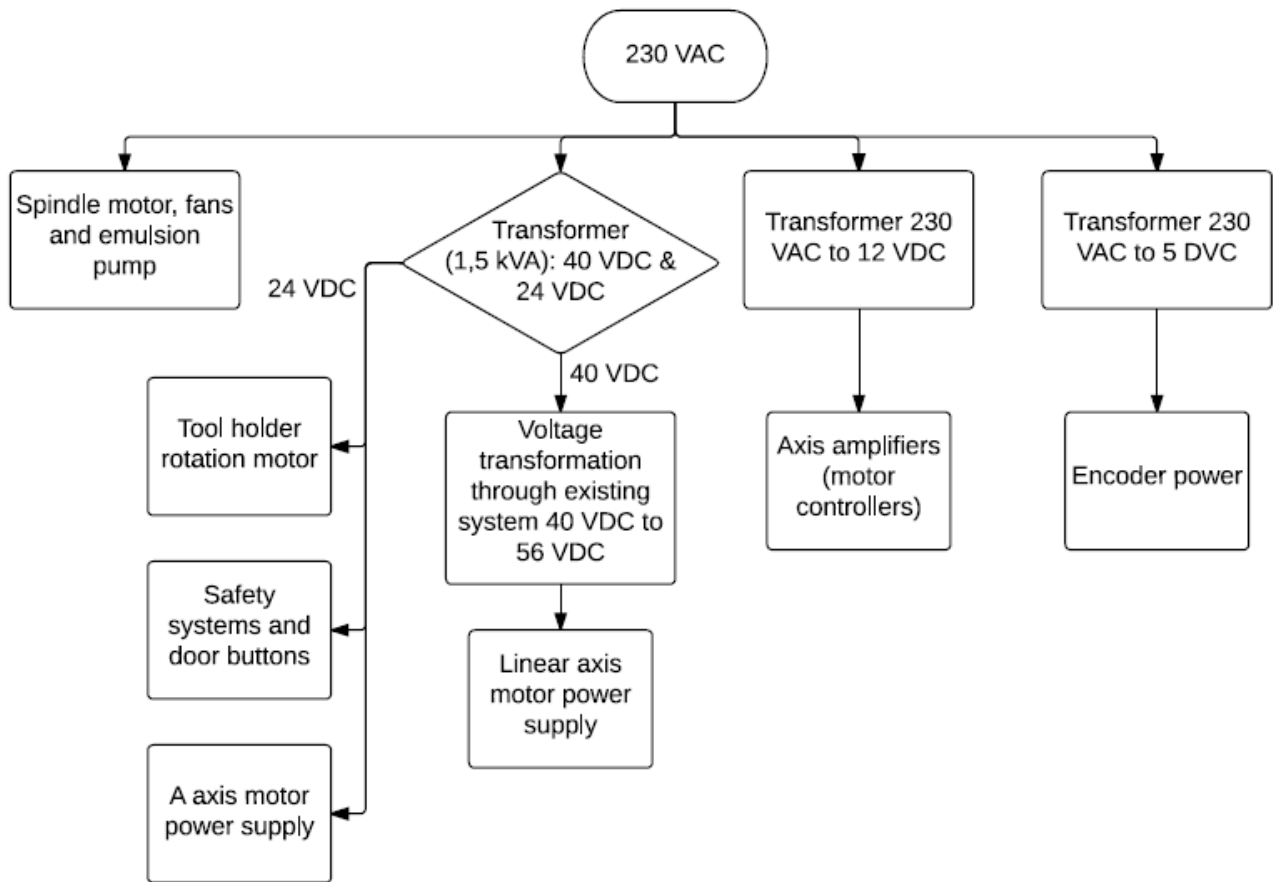 230 VAC
Spindle motor, fans
and emulsion
pump
Transformer
(1,5 kVA): 40 VDC &
24 VDC
Transformer 230
VAC to 12 VDC
Transformer 230
VAC to 5 DVC
24 VDC
40 VDC
Tool holder
rotation motor
Voltage
transformation
through existing
system 40 VDC to
56 VDC
Axis amplifiers
(motor
controllers)
Encoder power
Safety
systems and
door buttons
Linear axis
motor power
supply
A axis motor
power supply